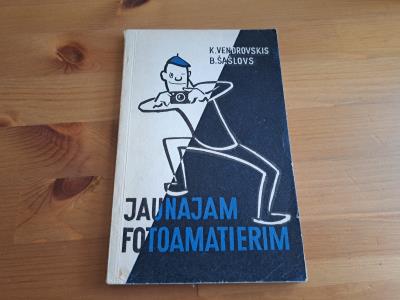 K.VENDROVSKIS
B.ŠAŠLOVS
JAUNAJAM
FOTOAMATIERIM